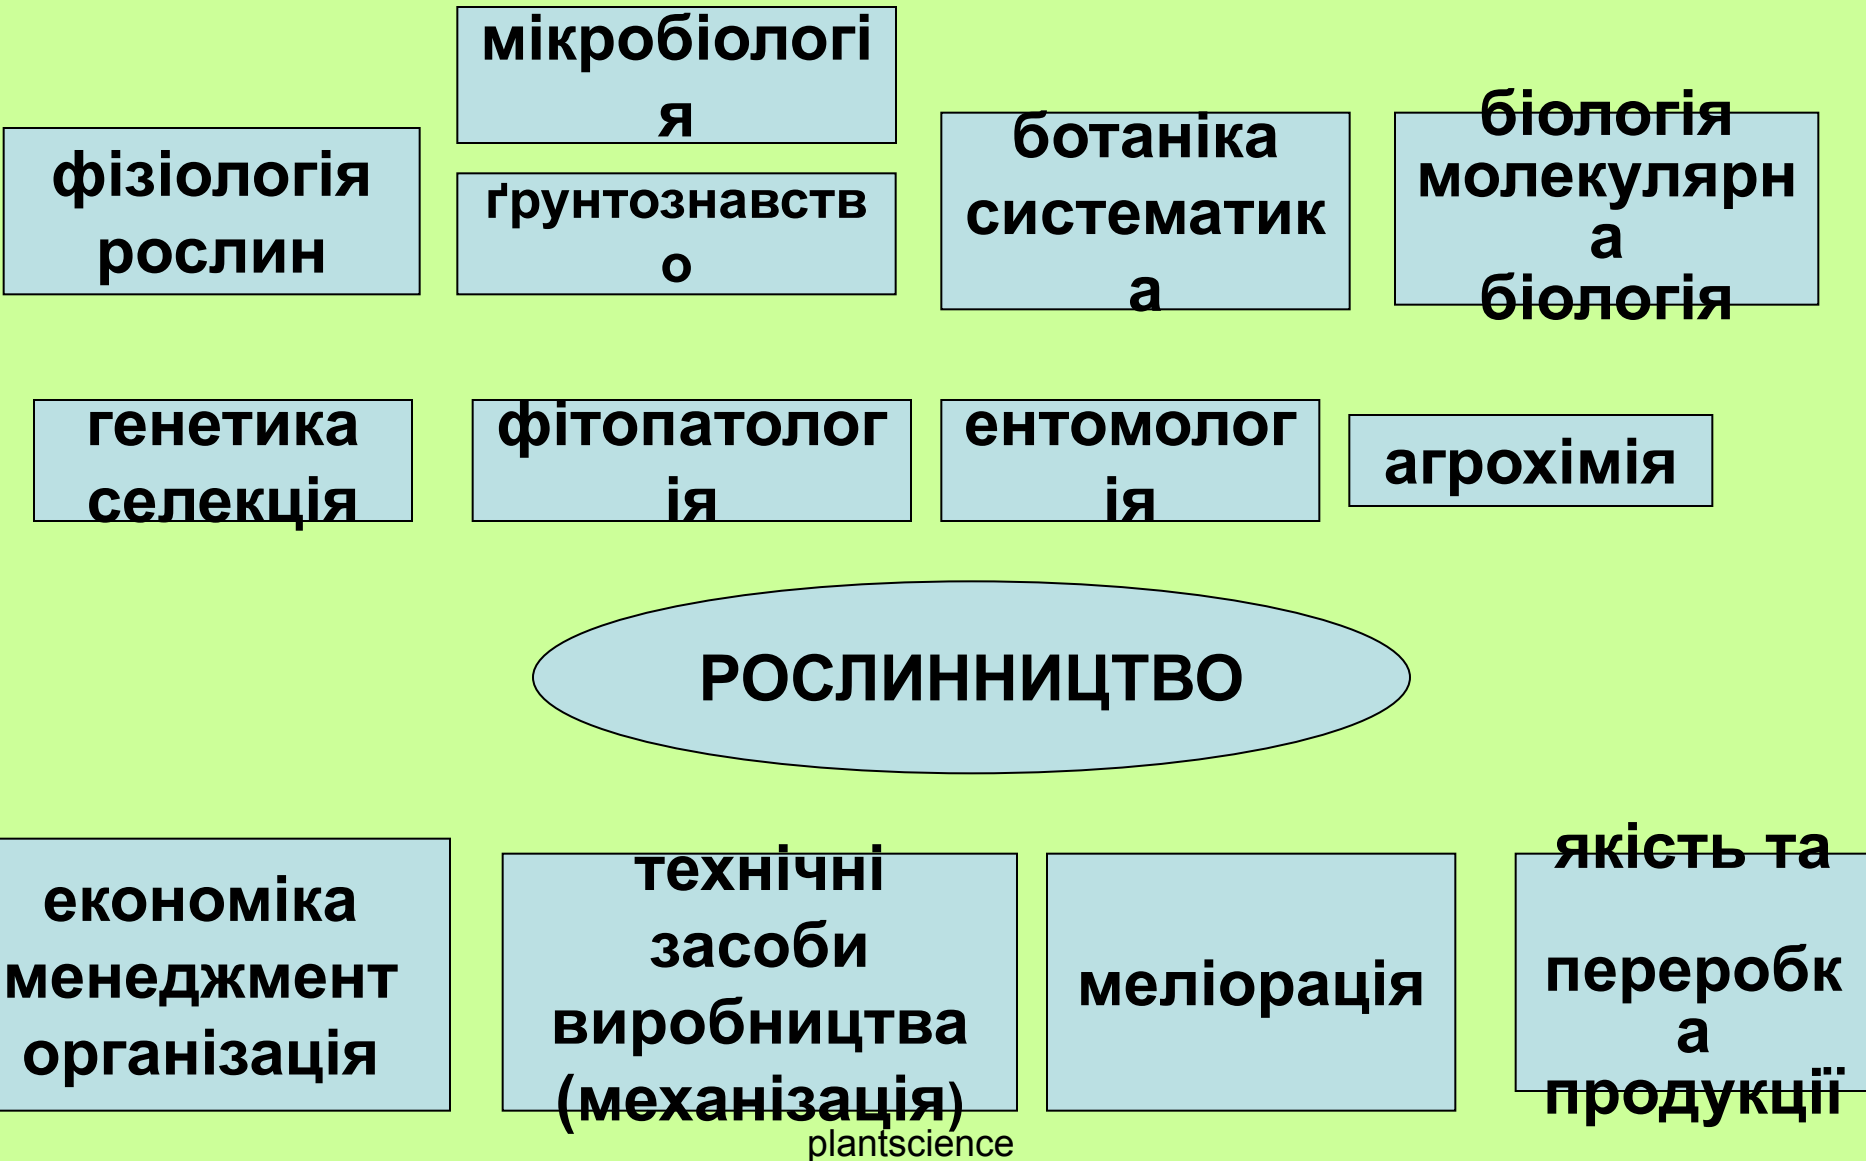 мікробіологі
я
фізіологія
рослин
ґрунтознавств
о
ботаніка
систематик
а
біологія
молекулярн
а
біологія
генетика
селекція
фітопатолог
ія
ентомолог
ія
агрохімія
РОСЛИННИЦТВО
економіка
менеджмент
організація
технічні
засоби
виробництва
(механізація)
меліорація
якість та
переробк
а
продукції
plantscience